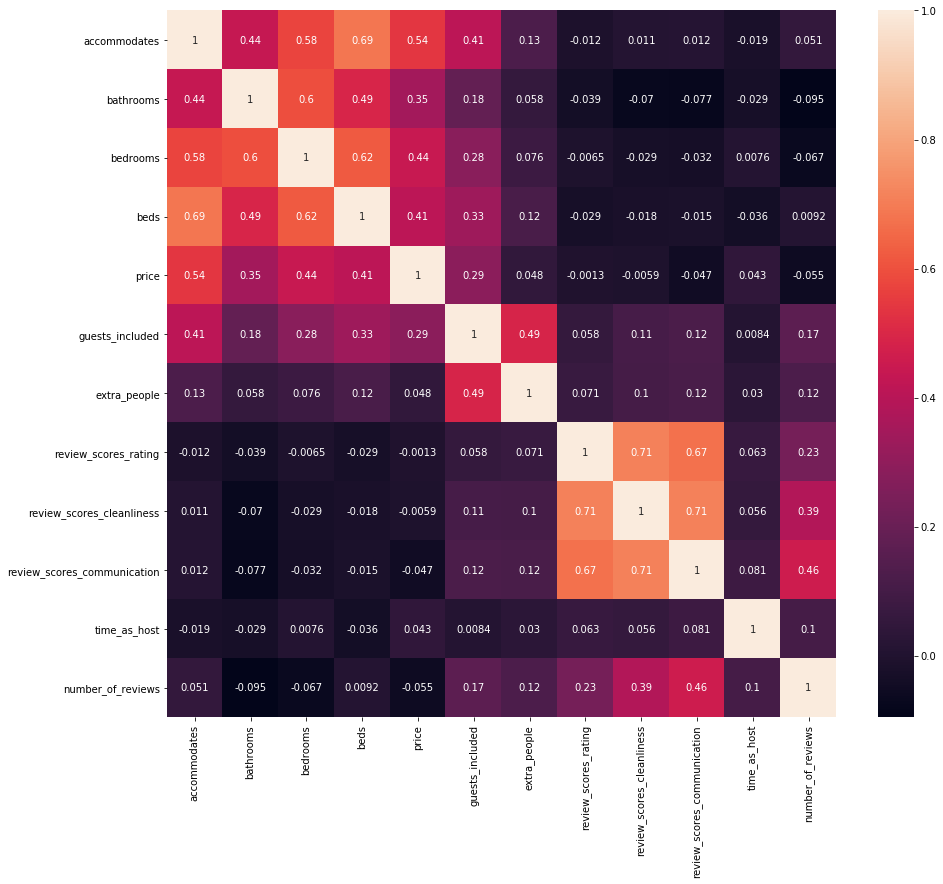 accommodates 1 0.44 0.58 0.69 0.54 0.41 0.13 -0.012 0.011 0.012 -0.019 0.051
bathrooms 0.44 1 0.6 0.49 0.35 0.18 0.058 -0.039 -0.07 -0.077 -0.029 -0.095
bedrooms 0.58 0.6 1 0.62 0.44 0.28 0.076 -0.0065 -0.029 -0.032 0.0076 -0.067
beds 0.69 0.49 0.62 1 0.41 0.33 0.12 -0.029 -0.018 -0.015 -0.036 0.0092
price 0.54 0.35 0.44 0.41 1 0.29 0.048 -0.0013 -0.0059 -0.047 0.043 -0.055
guests_included 0.41 0.18 0.28 0.33 0.29 1 0.49 0.058 0.11 0.12 0.0084 0.17
extra_people 0.13 0.058 0.076 0.12 0.048 0.49 1 0.071 0.1 0.12 0.03 0.12
review_scores_rating -0.012 -0.039 -0.0065 -0.029 -0.0013 0.058 0.071 1 0.71 0.67 0.063 0.23
review_scores_cleanliness 0.011 -0.07 -0.029 -0.018 -0.0059 0.11 0.1 0.71 1 0.71 0.056 0.39
review_scores_communication 0.012 -0.077 -0.032 -0.015 -0.047 0.12 0.12 0.67 0.71 1 0.081 0.46
time_as_host -0.019 -0.029 0.0076 -0.036 0.043 0.0084 0.03 0.063 0.056 0.081 1 0.1
number_of_reviews 0.051 -0.095 -0.067 0.0092 -0.055 0.17 0.12 0.23 0.39 0.46 0.1 1
accommodates
bathrooms
bedrooms
beds
price
guests_included
extra_people
review_scores_rating
review_scores_cleanliness
review_scores_communication
time_as_host
number_of_reviews
1.0
0.8
0.6
0.4
0.2
0.0